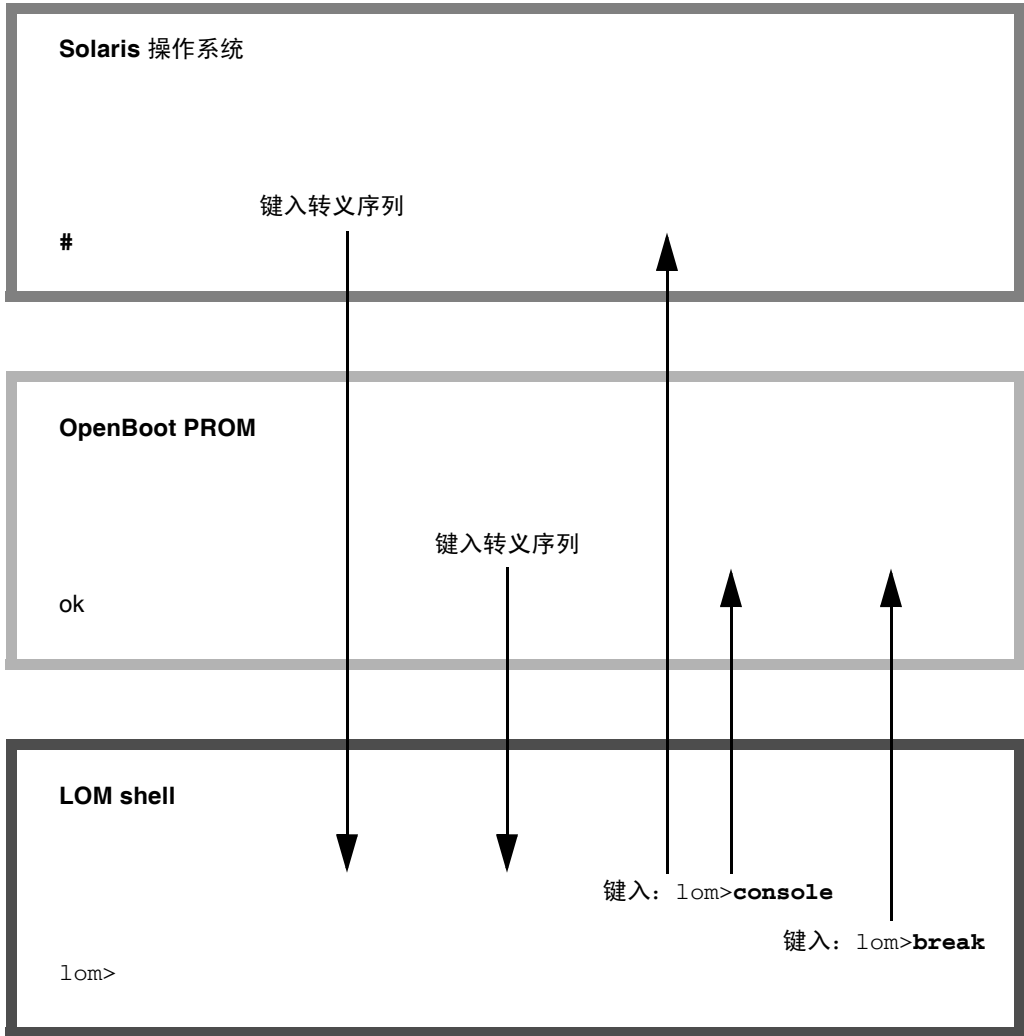 Solaris 操作系统
键入转义序列
#
OpenBoot PROM
键入转义序列
ok
LOM shell
键入：lom>console
键入：lom>break
lom>